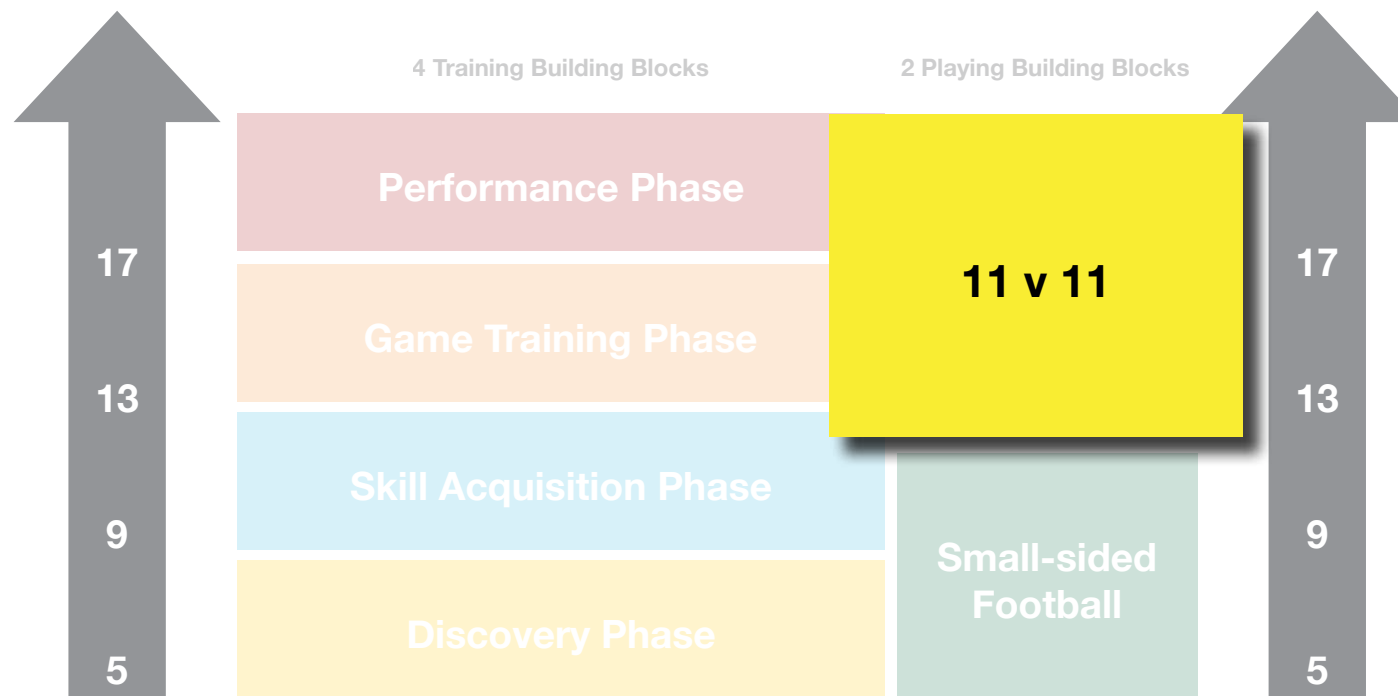 4 Training Building Blocks
2 Playing Building Blocks
Performance Phase
17
11 v 11
17
Game Training Phase
13
13
Skill Acquisition Phase
9
9
Small-sided
Football
Discovery Phase
5
5